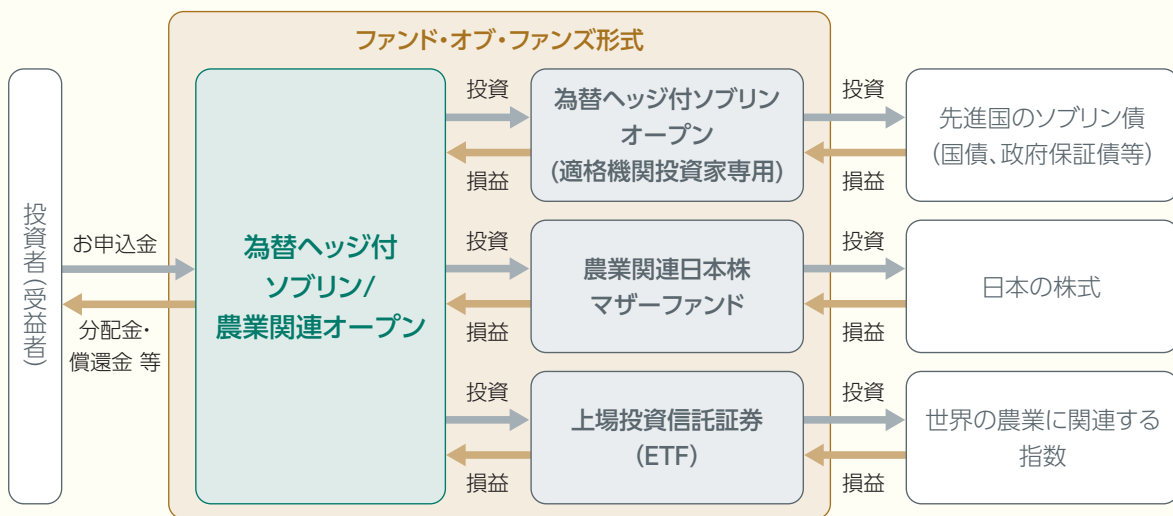 ファンド・オブ・ファンズ形式
投資者(受益者)
お申込金
分配金・
償還金 等
為替ヘッジ付
ソブリン/
農業関連オープン
投資
損益
為替ヘッジ付ソブリン
オープン
(適格機関投資家専用)
投資
損益
先進国のソブリン債
(国債、政府保証債等)
投資
損益
農業関連日本株
マザーファンド
投資
損益
日本の株式
投資
損益
上場投資信託証券
(ETF)
投資
損益
世界の農業に関連する
指数